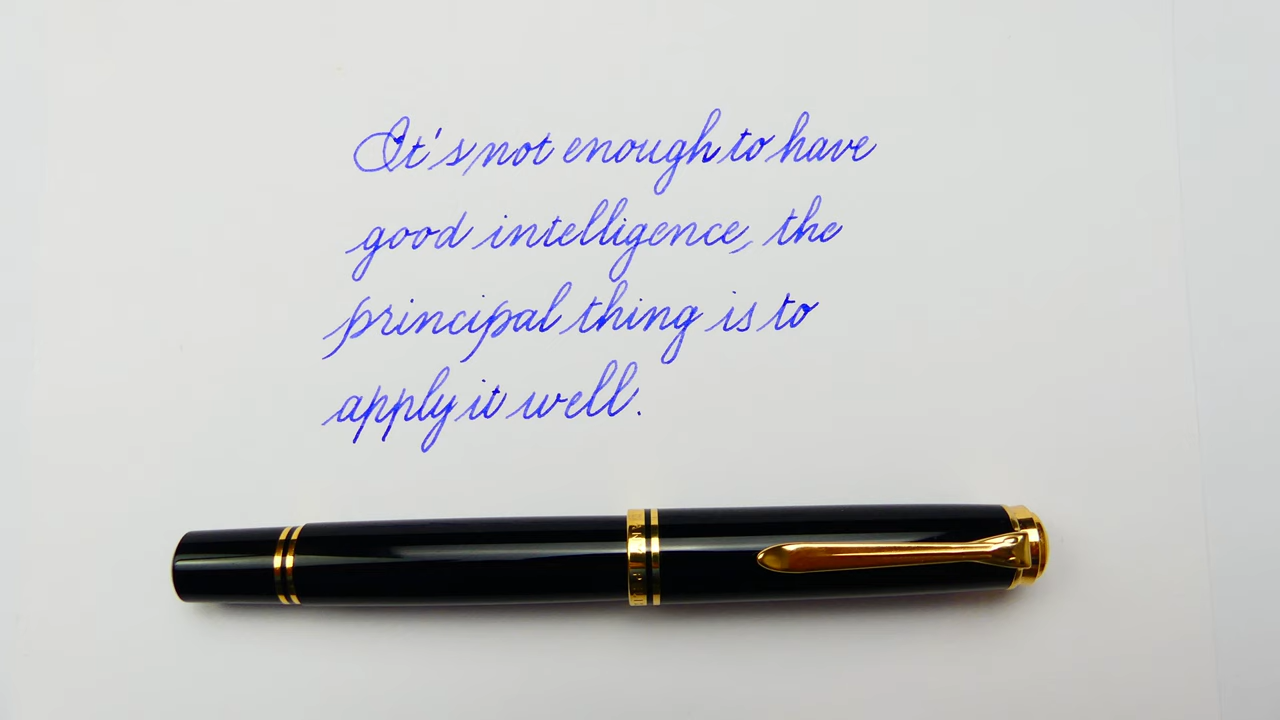 It's not enough to have
good intelligence, the
principal thing is to
apply it well.